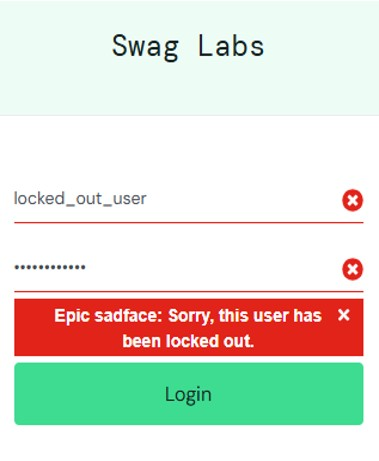 Swag Labs
locked_out_user
••••••••••••
Epic sadface: Sorry, this user has
been locked out.
Login